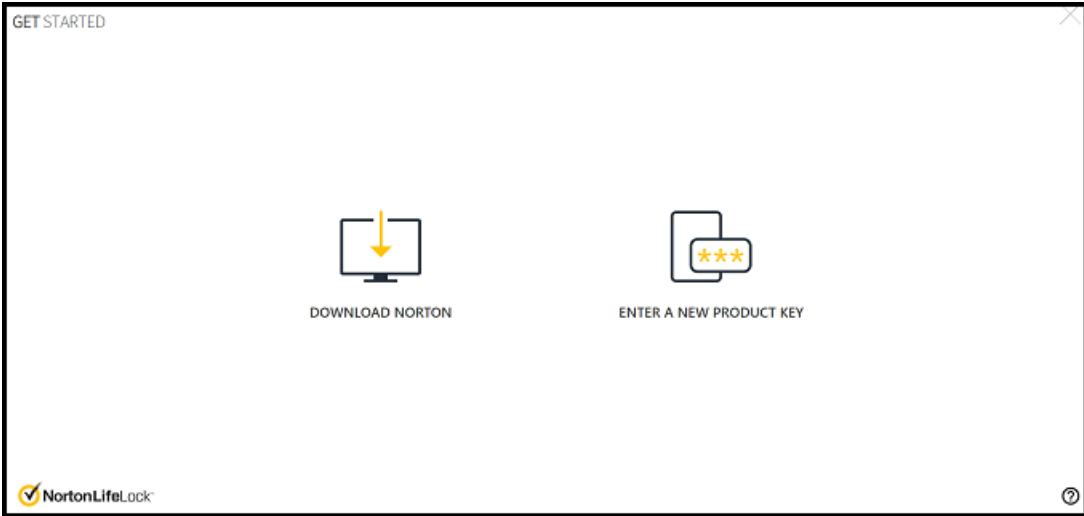 GET STARTED
***
DOWNLOAD NORTON
ENTER A NEW PRODUCT KEY
NortonLifeLock
?